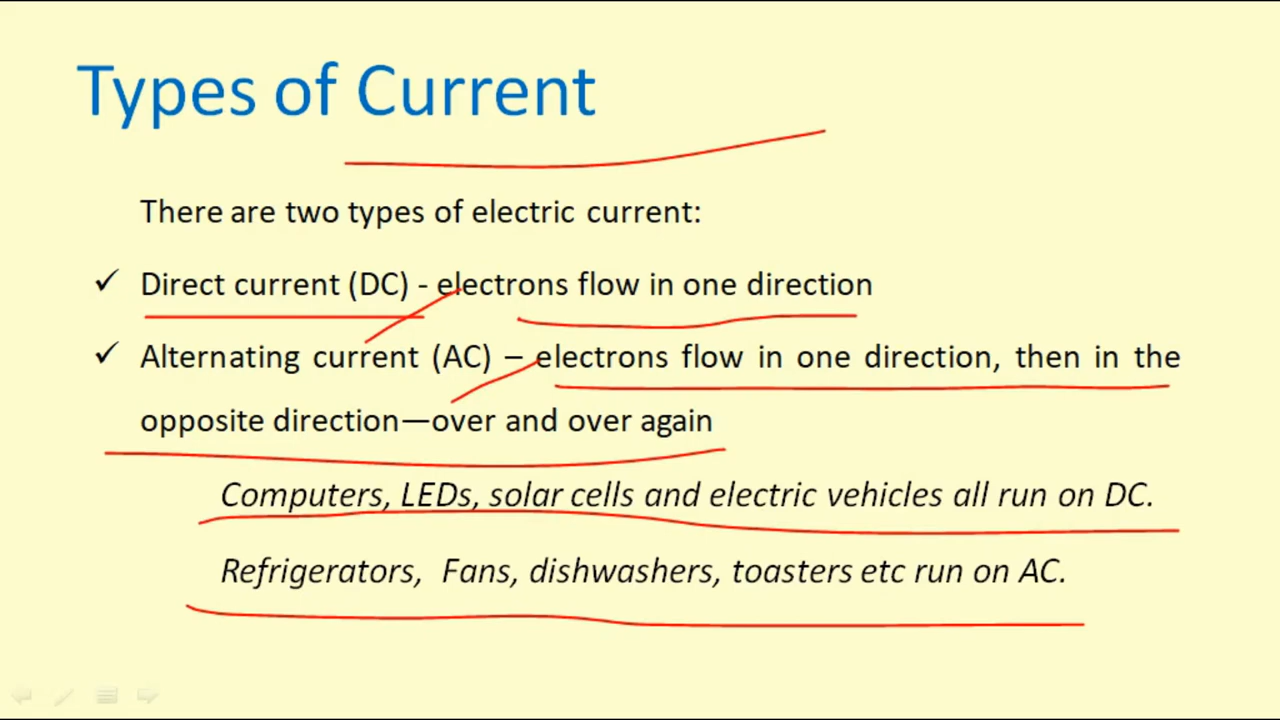 Types of Current
There are two types of electric current:
✓ Direct current (DC) - electrons flow in one direction
✓ Alternating current (AC) – electrons flow in one direction, then in the
opposite direction—over and over again
Computers, LEDs, solar cells and electric vehicles all run on DC.
Refrigerators, Fans, dishwashers, toasters etc run on AC.